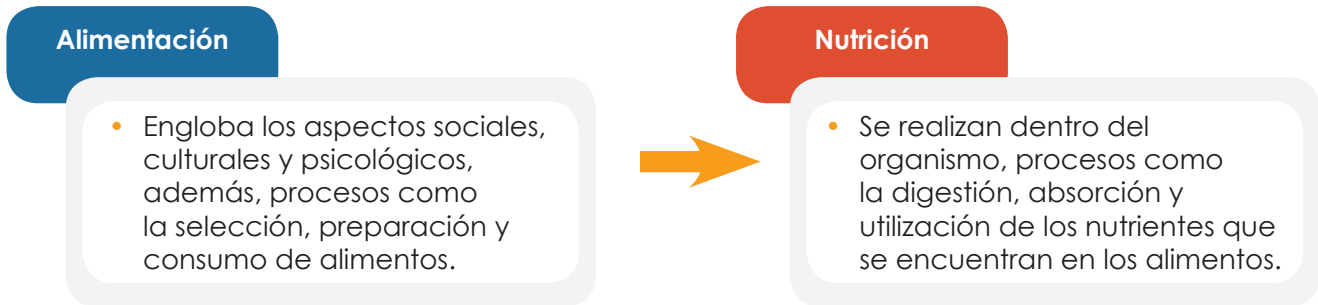 Alimentación
• Engloba los aspectos sociales,
culturales y psicológicos,
además, procesos como
la selección, preparación y
consumo de alimentos.
Nutrición
• Se realizan dentro del
organismo, procesos como
la digestión, absorción y
utilización de los nutrientes que
se encuentran en los alimentos.